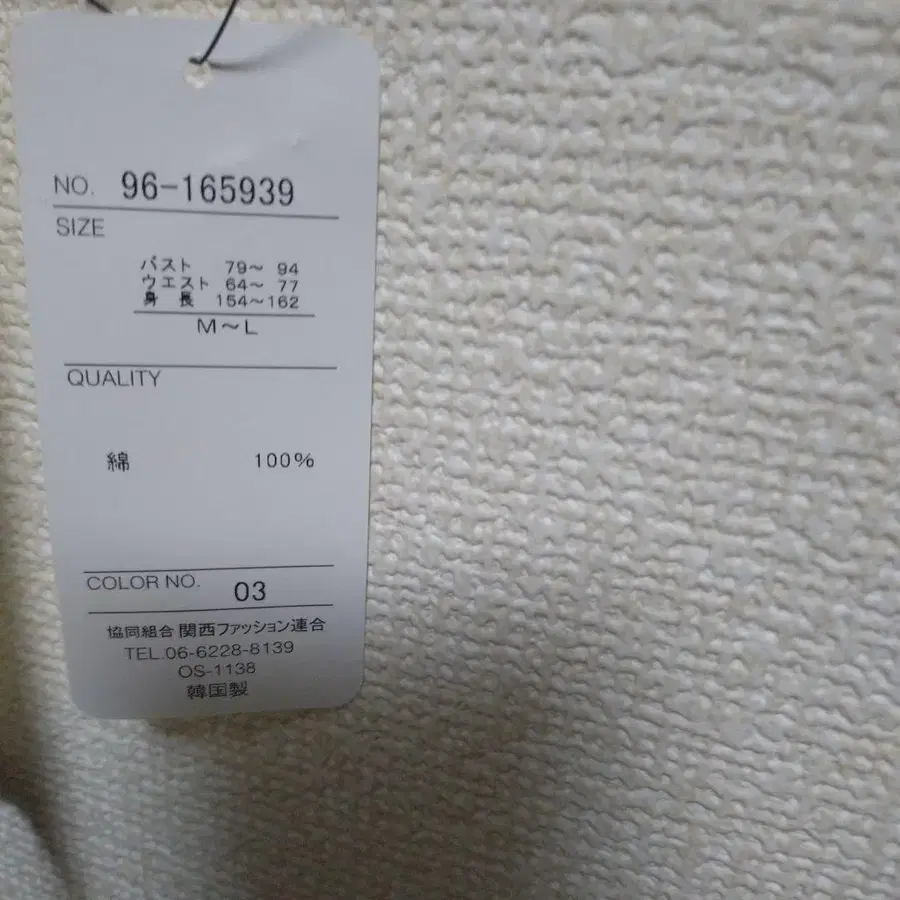 NO. 96-165939
SIZE
バスト 79～ 94
ウエスト 64～ 77
身長 154～162
M～L
QUALITY
綿 100%
COLOR NO. 03
協同組合 関西ファッション連合
TEL.06-6228-8139
OS-1138
韓国製